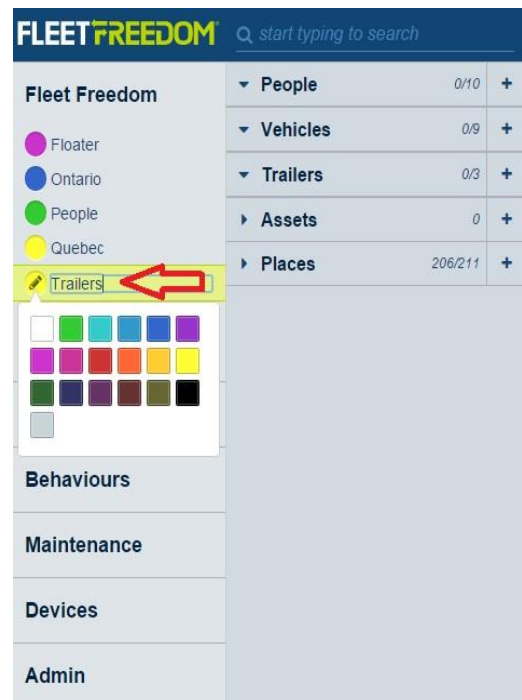 FLEETFREEDOM
start typing to search
Fleet Freedom
Floater
Ontario
People
Quebec
Trailers
Behaviours
Maintenance
Devices
Admin
People 0/10 +
Vehicles 0/9 +
Trailers 0/3 +
Assets 0 +
Places 206/211 +